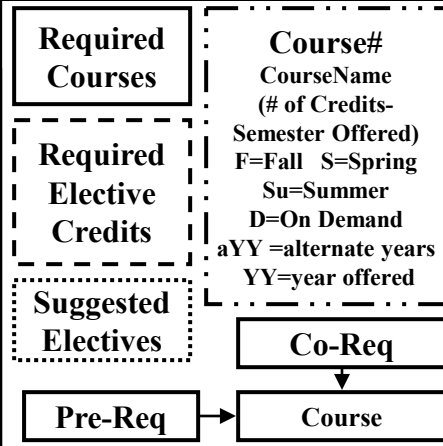 Required
Courses
Required
Elective
Credits
Suggested
Electives
Course#
CourseName
(# of Credits-
Semester Offered)
F=Fall S=Spring
Su=Summer
D=On Demand
aYY =alternate years
YY=year offered
Co-Req
Pre-Req
Course